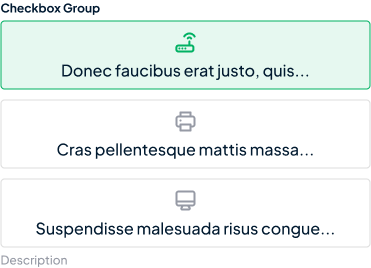 Checkbox Group
Donec faucibus erat justo, quis...
Cras pellentesque mattis massa...
Suspendisse malesuada risus congue...
Description